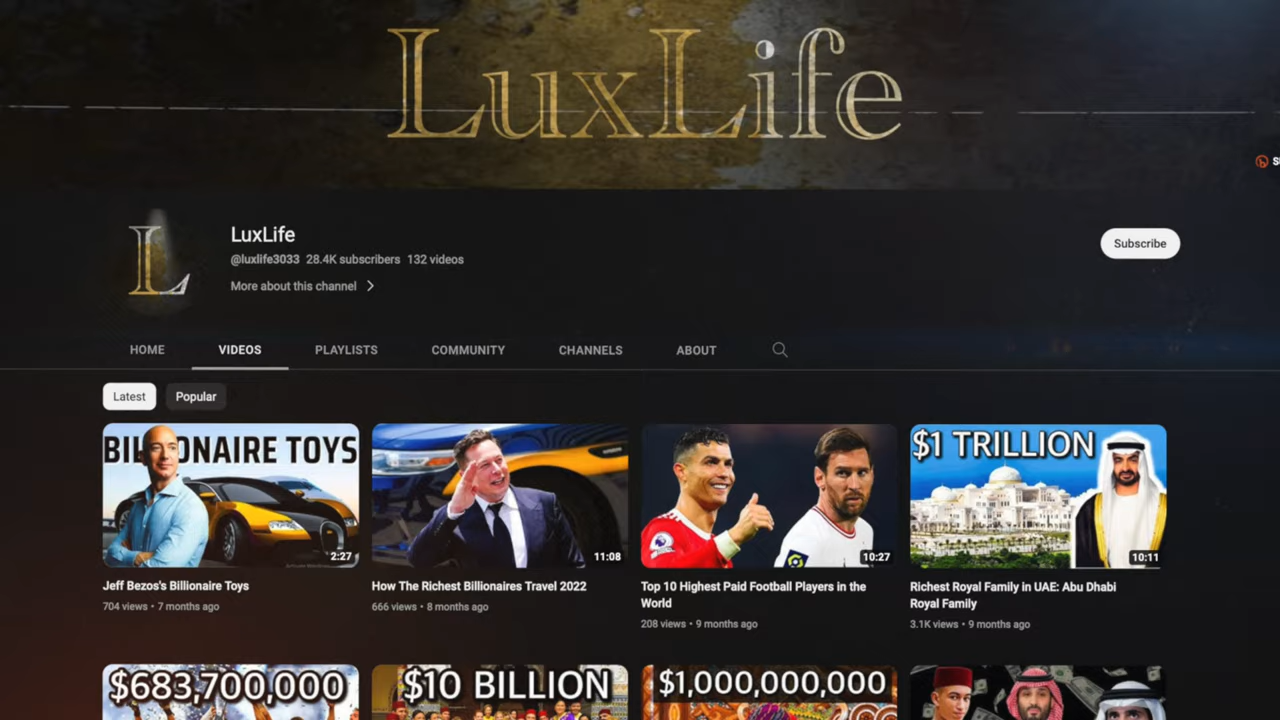 LuxLife
LuxLife
@luxlife3033 28.4K subscribers 132 videos
More about this channel
Subscribe
HOME VIDEOS PLAYLISTS COMMUNITY CHANNELS ABOUT
Latest Popular
BILLIONAIRE TOYS
2:27
11:08
10:27
$1 TRILLION
10:11
Jeff Bezos's Billionaire Toys
704 views • 7 months ago
How The Richest Billionaires Travel 2022
666 views • 8 months ago
Top 10 Highest Paid Football Players in the
World
208 views • 9 months ago
Richest Royal Family in UAE: Abu Dhabi
Royal Family
3.1K views • 9 months ago
$683,700,000
$10 BILLION
$1,000,000,000